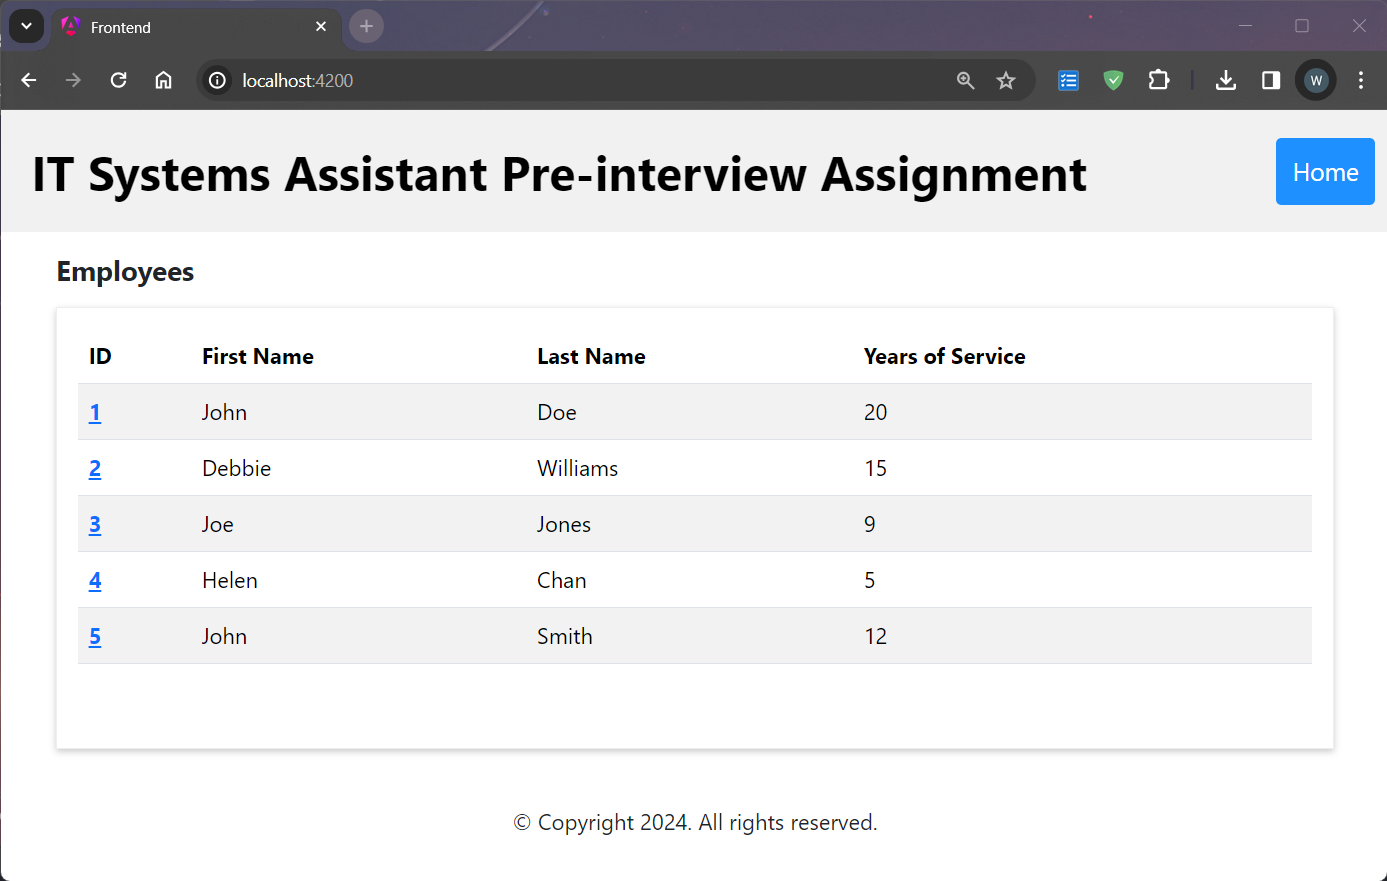 Frontend
localhost:4200
W
IT Systems Assistant Pre-interview Assignment
Home
Employees
ID First Name Last Name Years of Service
1 John Doe 20
2 Debbie Williams 15
3 Joe Jones 9
4 Helen Chan 5
5 John Smith 12
© Copyright 2024. All rights reserved.